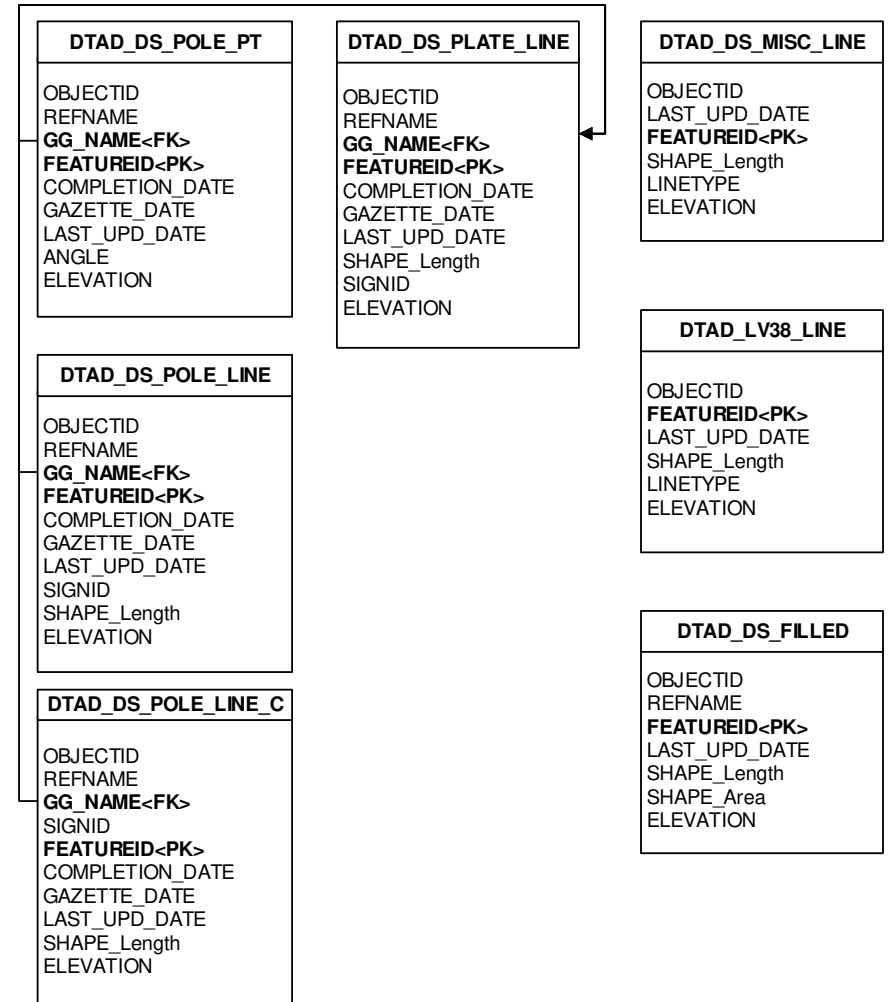 DTAD_DS_POLE_PT
OBJECTID
REFNAME
GG_NAME<FK>
FEATUREID<PK>
COMPLETION_DATE
GAZETTE_DATE
LAST_UPD_DATE
ANGLE
ELEVATION
DTAD_DS_PLATE_LINE
OBJECTID
REFNAME
GG_NAME<FK>
FEATUREID<PK>
COMPLETION_DATE
GAZETTE_DATE
LAST_UPD_DATE
SHAPE_Length
SIGNID
ELEVATION
DTAD_DS_MISC_LINE
OBJECTID
LAST_UPD_DATE
FEATUREID<PK>
SHAPE_Length
LINETYPE
ELEVATION
DTAD_DS_POLE_LINE
OBJECTID
REFNAME
GG_NAME<FK>
FEATUREID<PK>
COMPLETION_DATE
GAZETTE_DATE
LAST_UPD_DATE
SIGNID
SHAPE_Length
ELEVATION
DTAD_LV38_LINE
OBJECTID
FEATUREID<PK>
LAST_UPD_DATE
SHAPE_Length
LINETYPE
ELEVATION
DTAD_DS_POLE_LINE_C
OBJECTID
REFNAME
GG_NAME<FK>
SIGNID
FEATUREID<PK>
COMPLETION_DATE
GAZETTE_DATE
LAST_UPD_DATE
SHAPE_Length
ELEVATION
DTAD_DS_FILLED
OBJECTID
REFNAME
FEATUREID<PK>
LAST_UPD_DATE
SHAPE_Length
SHAPE_Area
ELEVATION